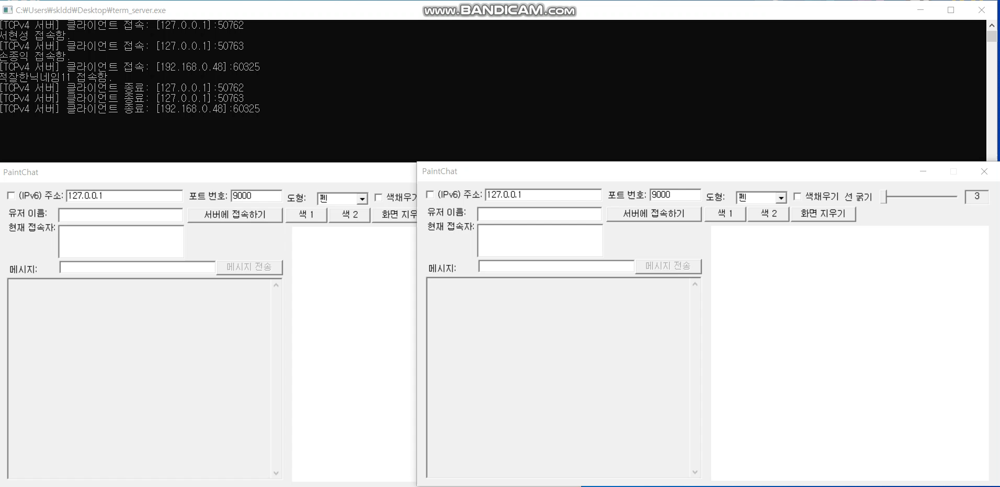 C:₩Users₩skldd₩Desktop₩term_server.exe
www.BANDICAM.com
[TCPv4 서버] 클라이언트 접속: [127.0.0.1]:50762
서현성 접속함.
[TCPv4 서버] 클라이언트 접속: [127.0.0.1]:50763
손종익 접속함.
[TCPv4 서버] 클라이언트 접속: [192.168.0.48]:60325
적잘한닉네임11 접속함.
[TCPv4 서버] 클라이언트 종료: [127.0.0.1]:50762
[TCPv4 서버] 클라이언트 종료: [127.0.0.1]:50763
[TCPv4 서버] 클라이언트 종료: [192.168.0.48]:60325
PaintChat
(IPv6) 주소: 127.0.0.1 포트 번호: 9000 도형: 펜 색채우기
유저 이름: 서버에 접속하기 색 1 색 2 화면 지우
현재 접속자:
메시지: 메시지 전송
PaintChat
(IPv6) 주소: 127.0.0.1 포트 번호: 9000 도형: 펜 색채우기 선 굵기 3
유저 이름: 서버에 접속하기 색 1 색 2 화면 지우기
현재 접속자:
메시지: 메시지 전송